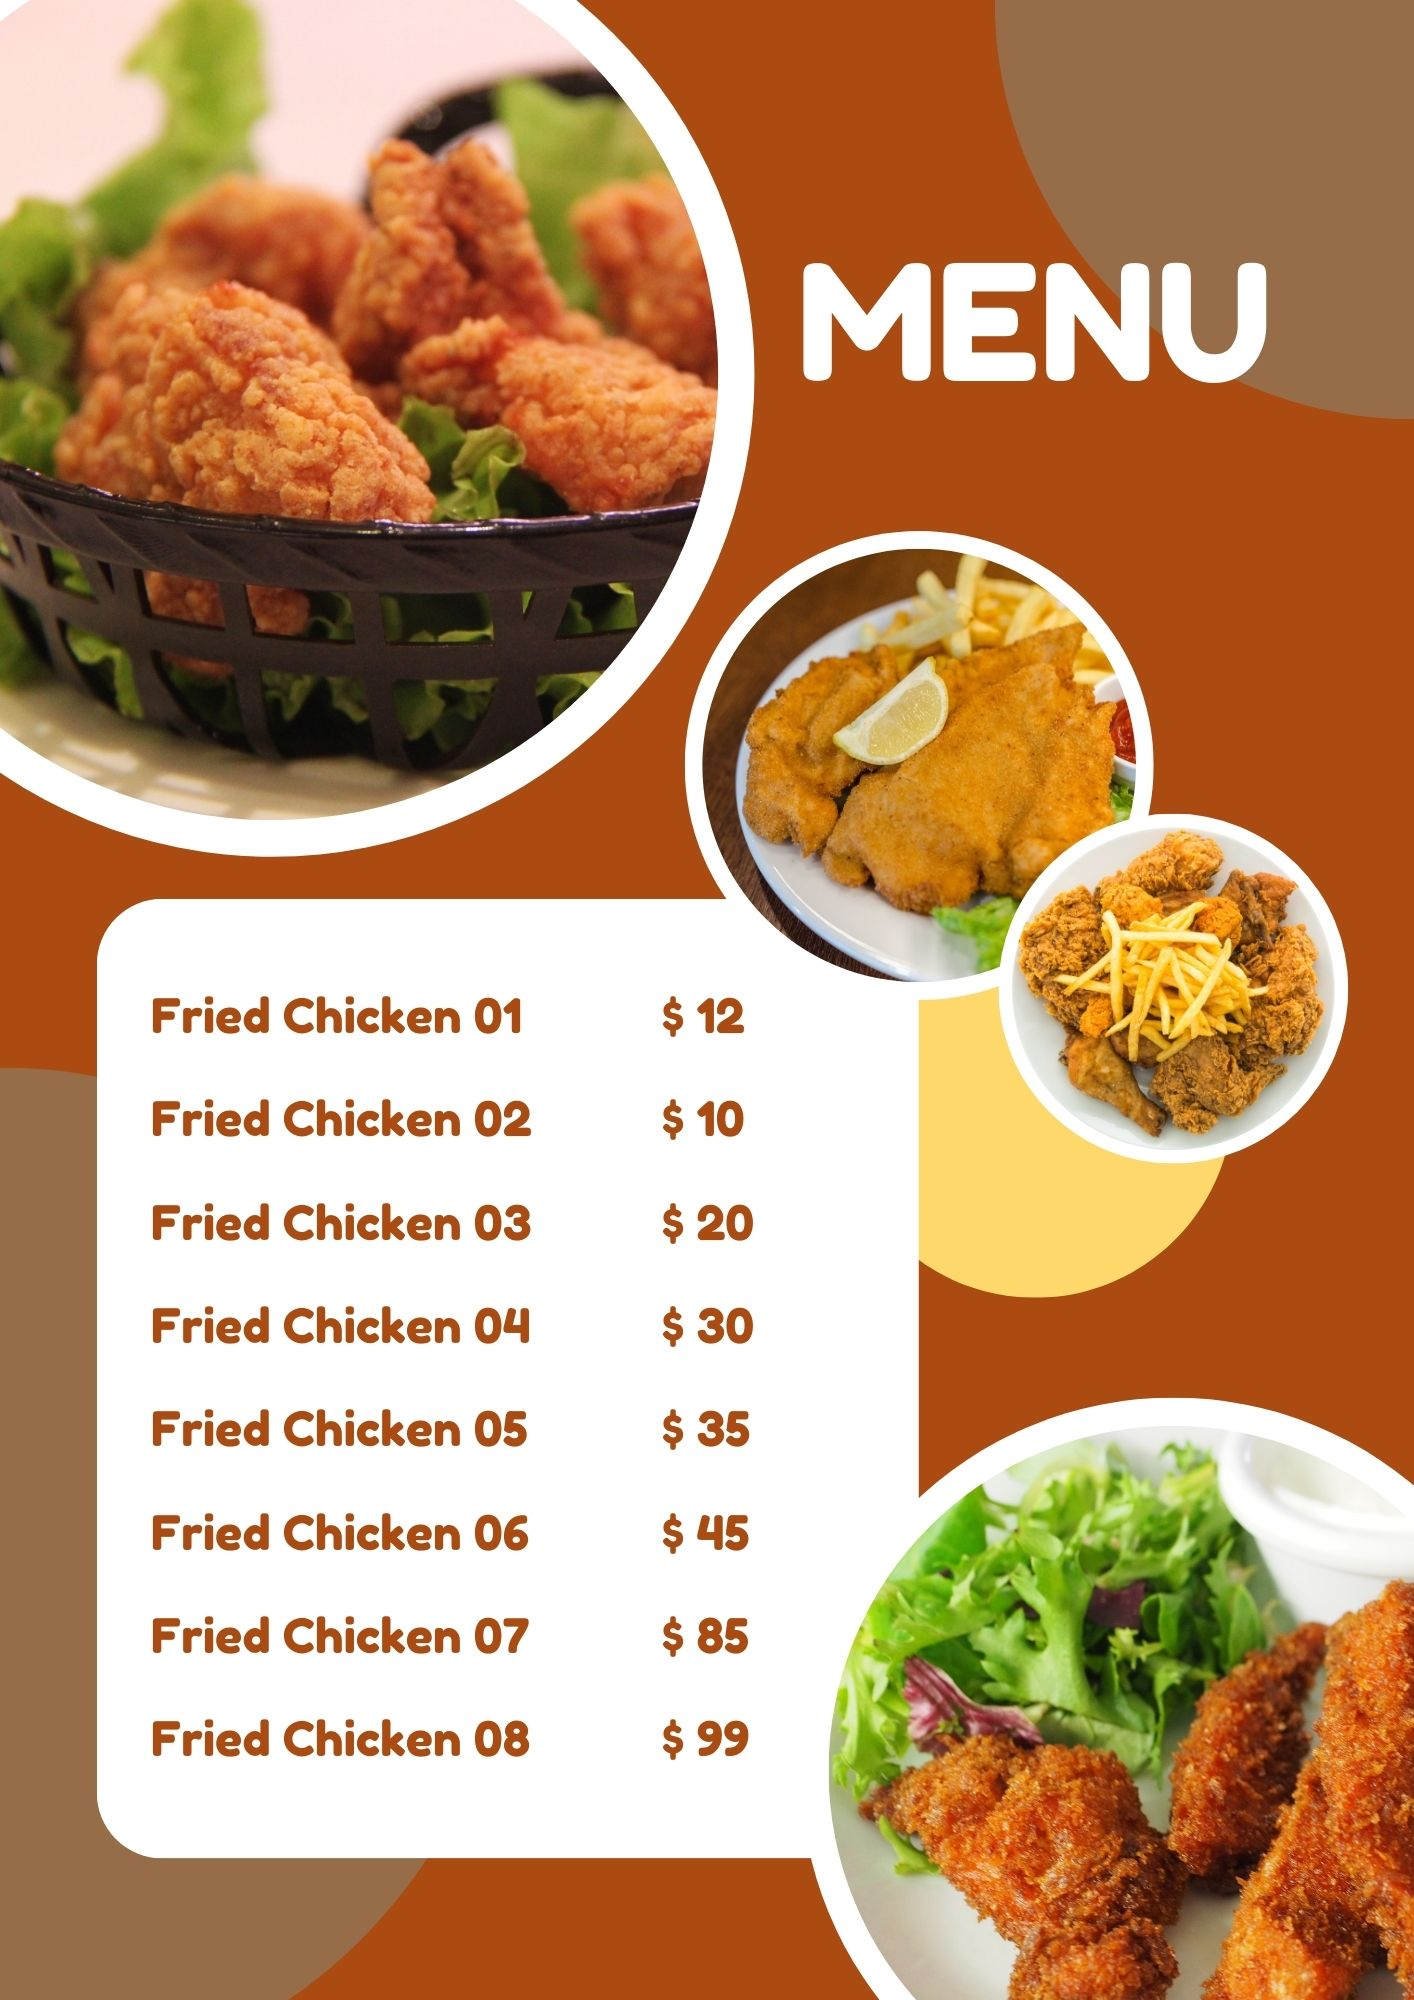 MENU
Fried Chicken 01 $ 12
Fried Chicken 02 $ 10
Fried Chicken 03 $ 20
Fried Chicken 04 $ 30
Fried Chicken 05 $ 35
Fried Chicken 06 $ 45
Fried Chicken 07 $ 85
Fried Chicken 08 $ 99